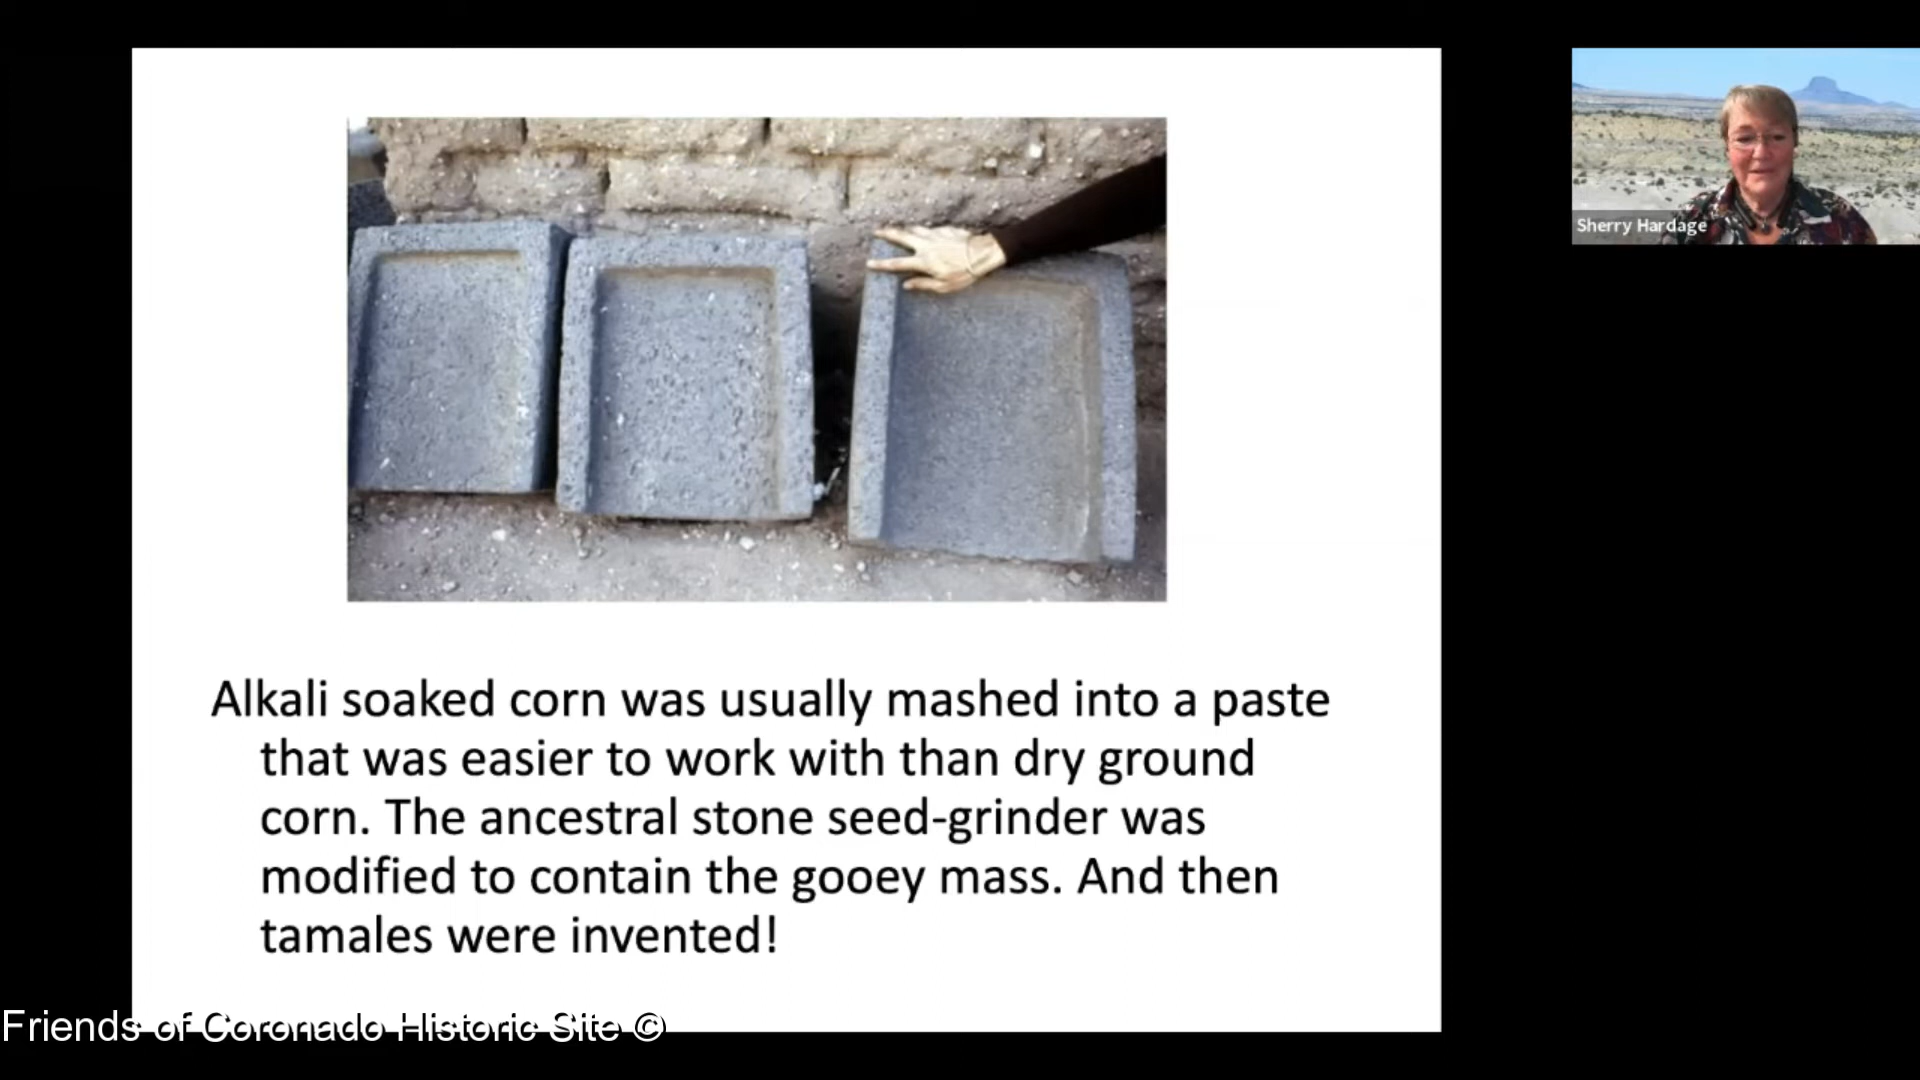 Sherry Hardage
Alkali soaked corn was usually mashed into a paste
that was easier to work with than dry ground
corn. The ancestral stone seed-grinder was
modified to contain the gooey mass. And then
tamales were invented!
Friends of Coronado Historic Site ©